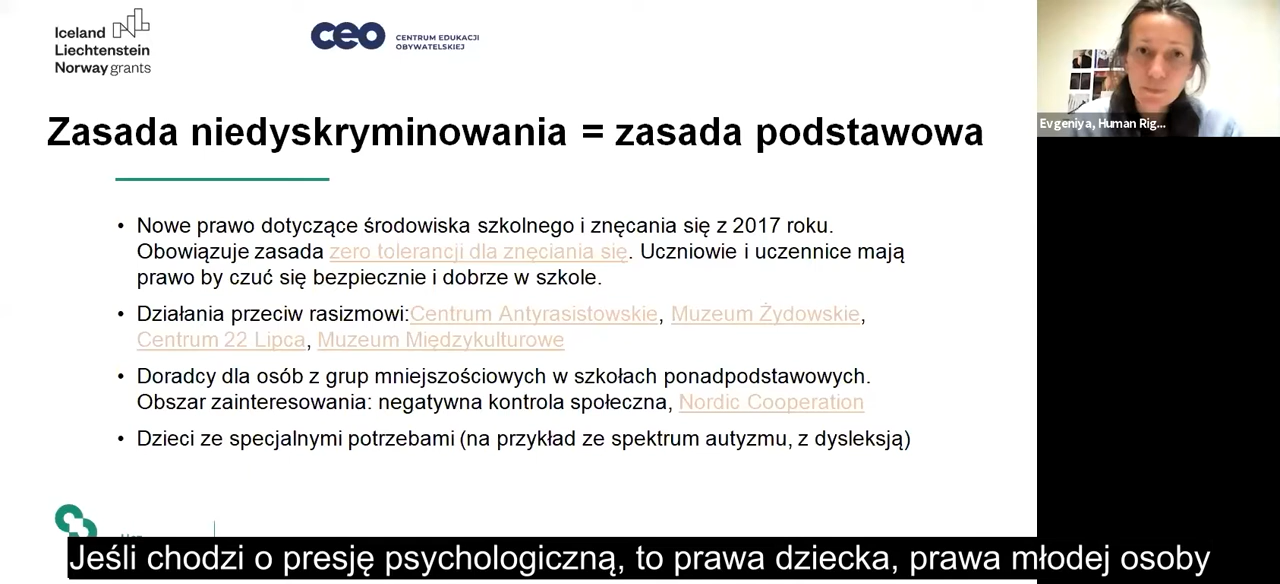 Iceland
Liechtenstein
Norway grants
ceo CENTRUM EDUKACJI
OBYWATELSKIEJ
Evgeniya, Human Rig...
Zasada niedyskryminowania = zasada podstawowa
• Nowe prawo dotyczące środowiska szkolnego i znęcania się z 2017 roku.
Obowiązuje zasada zero tolerancji dla znęciania się. Uczniowie i uczennice mają
prawo by czuć się bezpiecznie i dobrze w szkole.
• Działania przeciw rasizmowi:Centrum Antyrasistowskie, Muzeum Żydowskie,
Centrum 22 Lipca, Muzeum Międzykulturowe
• Doradcy dla osób z grup mniejszościowych w szkołach ponadpodstawowych.
Obszar zainteresowania: negatywna kontrola społeczna, Nordic Cooperation
• Dzieci ze specjalnymi potrzebami (na przykład ze spektrum autyzmu, z dysleksją)
Jeśli chodzi o presję psychologiczną, to prawa dziecka, prawa młodej osoby